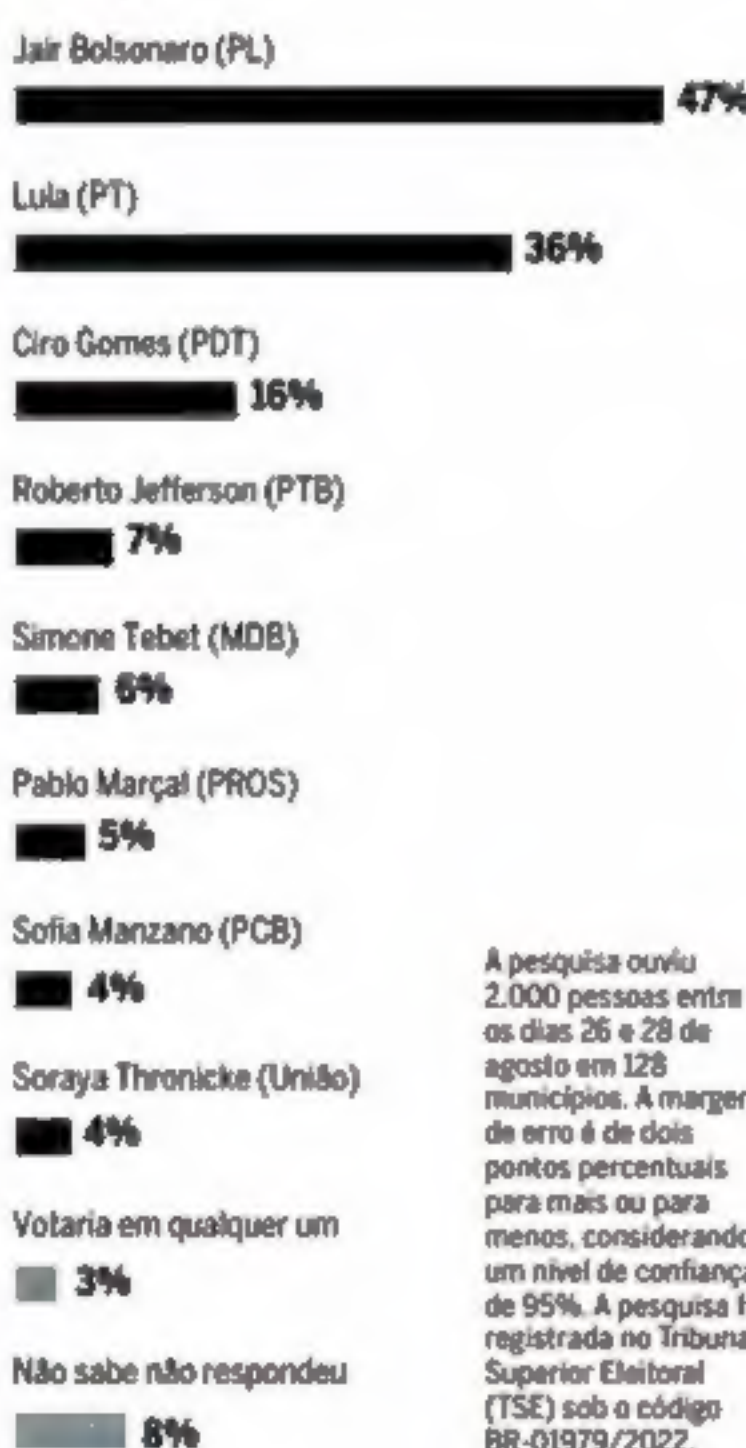 Jair Bolsonaro (PL)
47%
Lula (PT)
36%
Ciro Gomes (PDT)
16%
Roberto Jefferson (PTB)
7%
Simone Tebet (MDB)
6%
Pablo Marçal (PROS)
5%
Sofia Manzano (PCB)
4%
Soraya Thronicke (União)
4%
Votaria em qualquer um
3%
Não sabe não respondeu
8%
A pesquisa ouviu
2.000 pessoas entre
os dias 26 e 28 de
agosto em 128
municípios. A margem
de erro é de dois
pontos percentuais
para mais ou para
menos, considerando
um nível de confiança
de 95%. A pesquisa
registrada no Tribunal
Superior Eleitoral
(TSE) sob o código
BR-01979/2022.